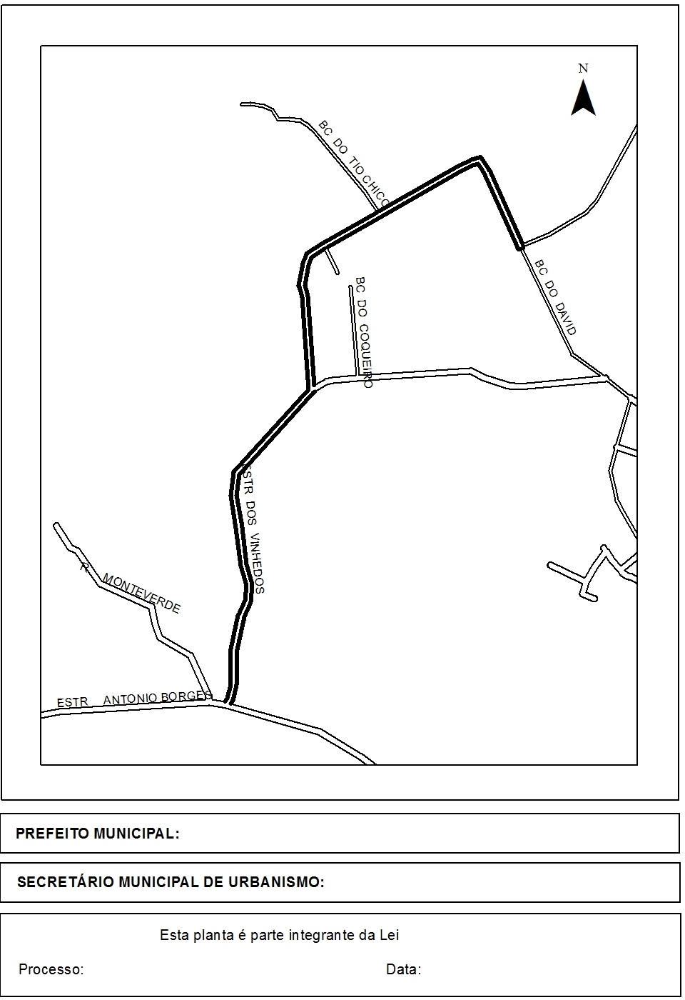 N
BC DO TIO CHICO
BC DO DAVID
BC DO COQUEIRO
ESTR DOS VINHEDOS
R MONTEVERDE
ESTR ANTONIO BORGES
PREFEITO MUNICIPAL:
SECRETÁRIO MUNICIPAL DE URBANISMO:
Esta planta é parte integrante da Lei
Processo: Data: